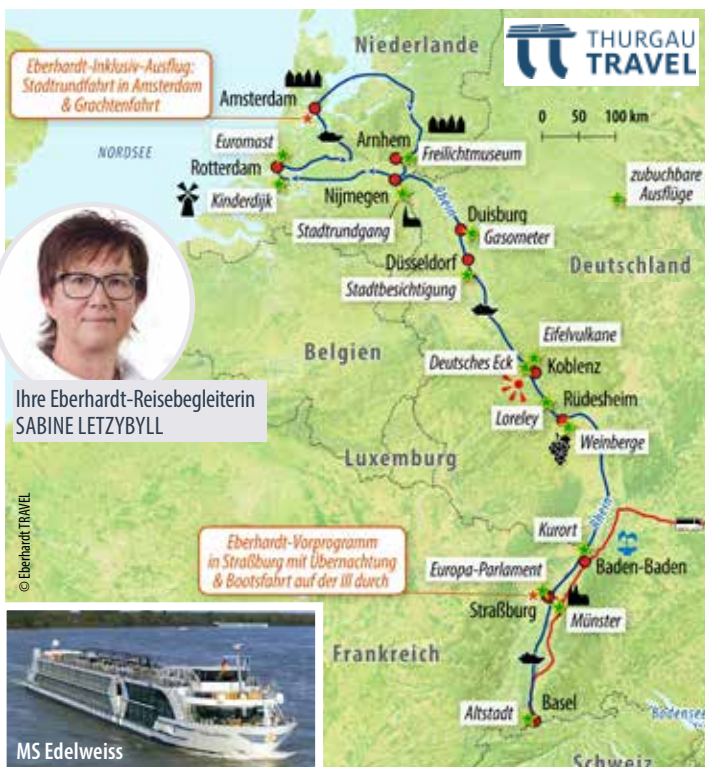 THURGAU
TRAVEL
Niederlande
Eberhardt-Inklusiv-Ausflug:
Stadtrundfahrt in Amsterdam
& Grachtenfahrt
Amsterdam
0 50 100 km
NORDSEE
Euromast
Arnhem
Freilichtmuseum
Rotterdam
zubuchbare
Ausflüge
Kinderdijk
Nijmegen
Rhein
Duisburg
Stadtrundgang
Gasometer
Düsseldorf
Deutschland
Stadtbesichtigung
Eifelvulkane
Belgien
Deutsches Eck
Koblenz
Ihre Eberhardt-Reisebegleiterin
SABINE LETZYBYLL
Rüdesheim
Loreley
Weinberge
Luxemburg
© Eberhardt TRAVEL
Rhein
Kurort
Eberhardt-Vorprogramm
in Straßburg mit Übernachtung
& Bootsfahrt auf der Ill durch
Europa-Parlament
Baden-Baden
Straßburg
Münster
Frankreich
Basel
Altstadt
Bodensee
MS Edelweiss
Schweiz